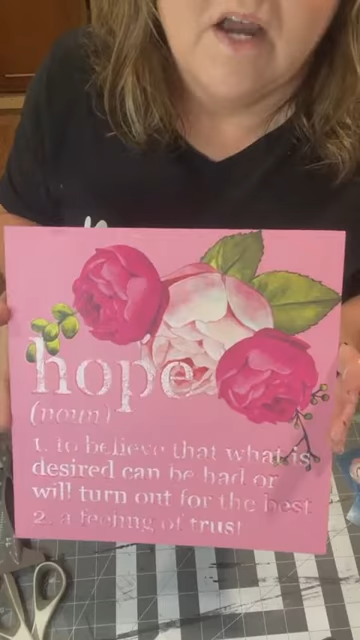 hope
(noun)
1. to believe that what is
desired can be had or
will turn out for the best
2. a feeling of trust